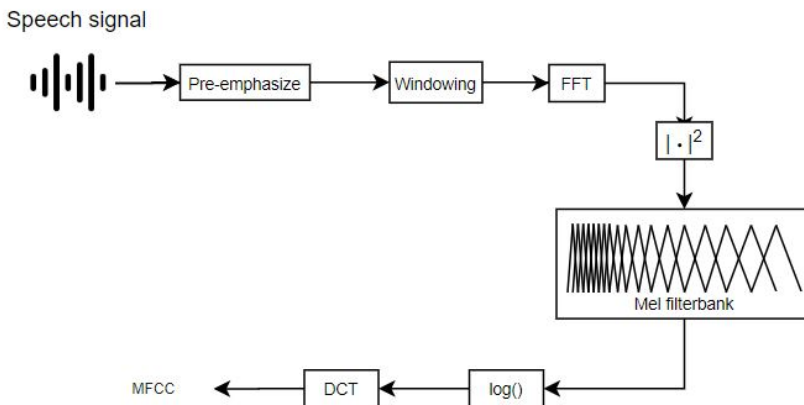 Speech signal
Pre-emphasize
Windowing
FFT
| · |²
Mel filterbank
MFCC
DCT
log()